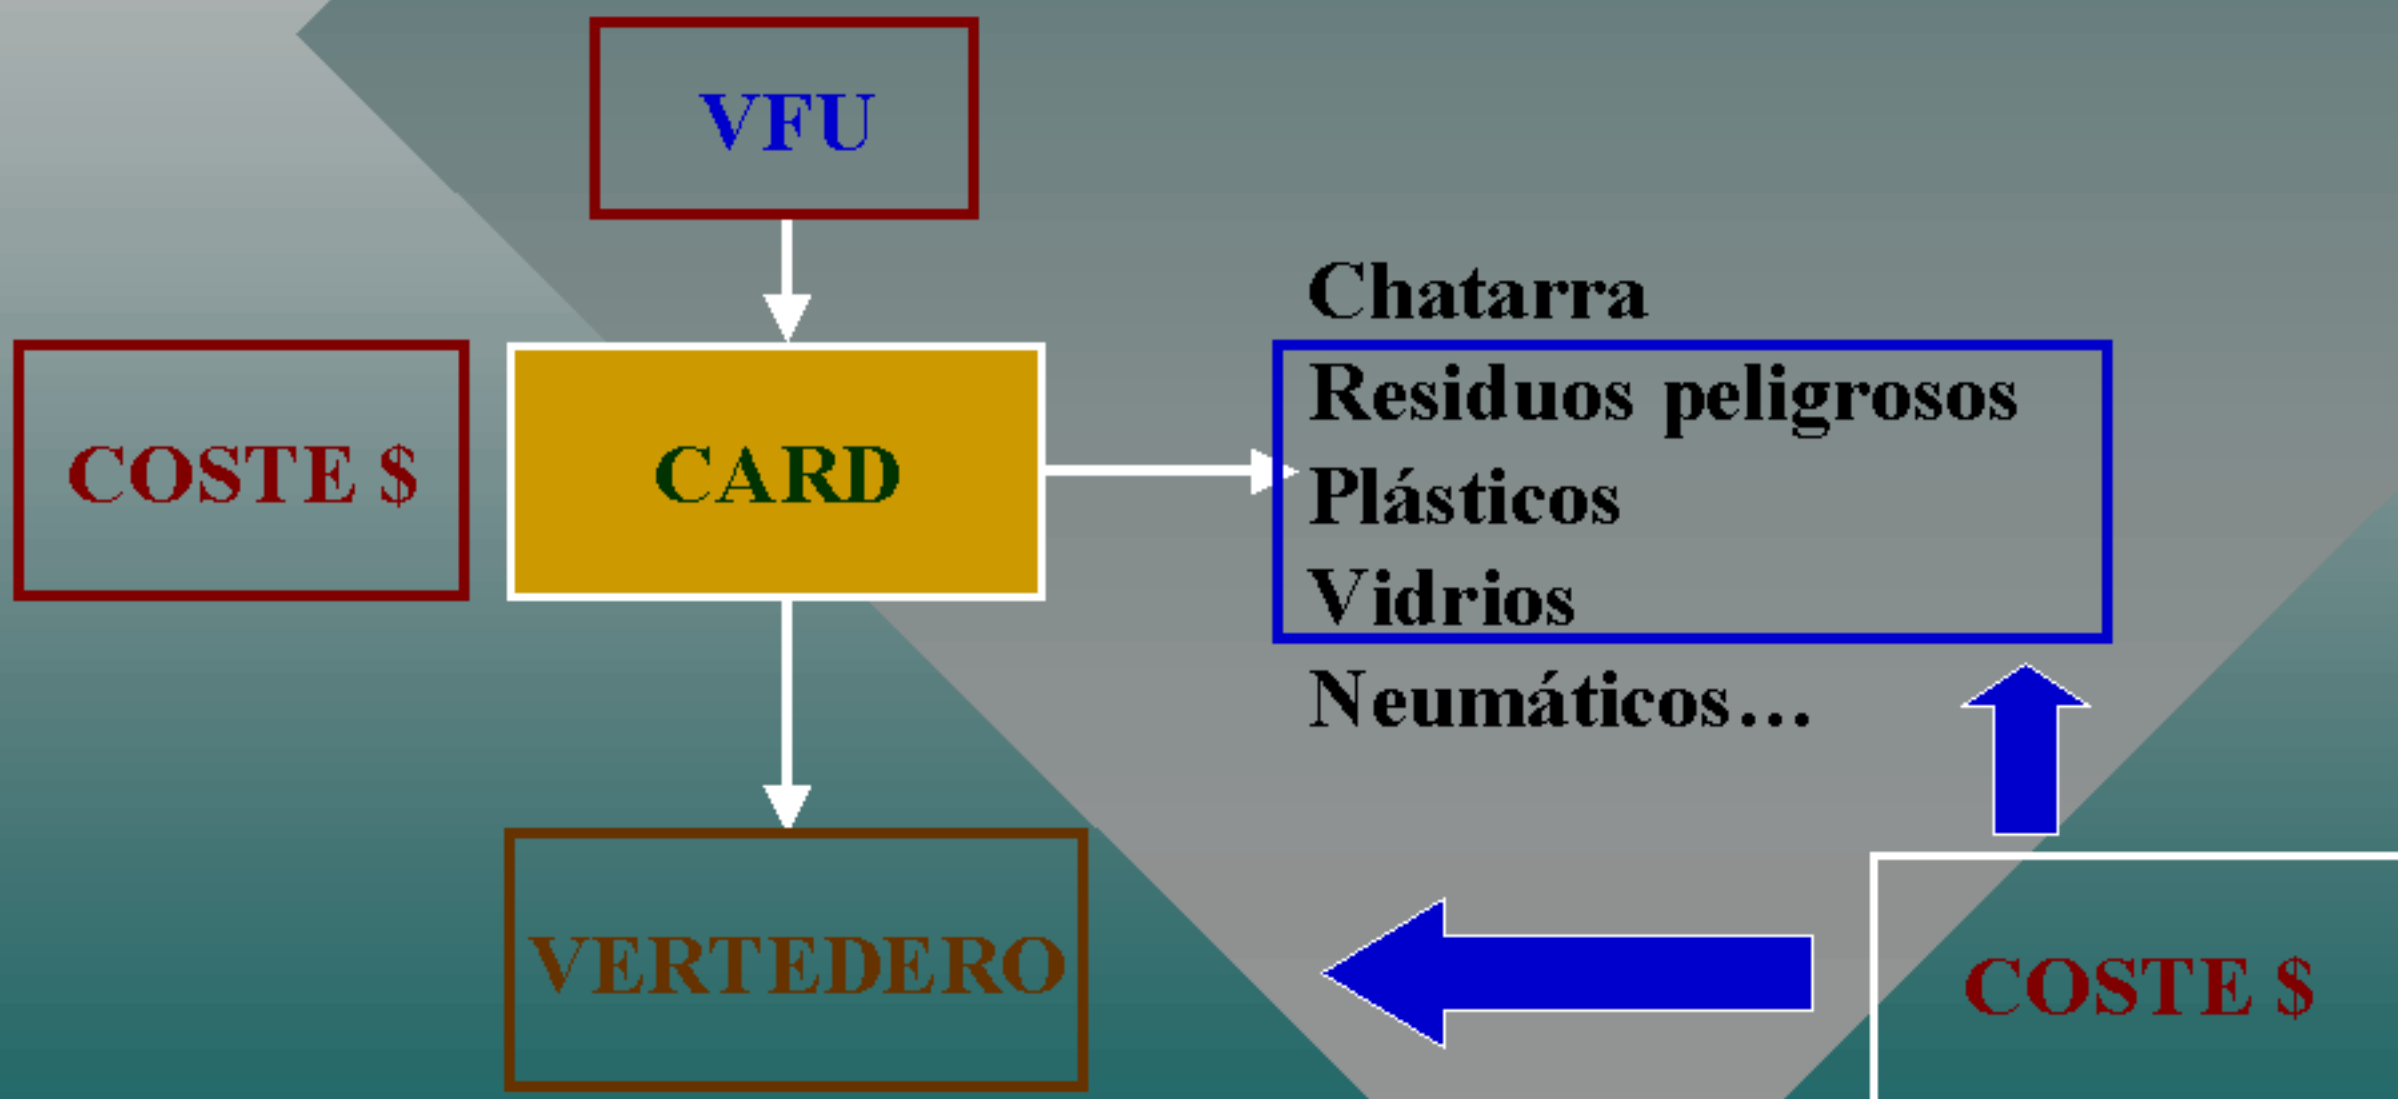 VFU
COSTE $
CARD
Chatarra
Residuos peligrosos
Plásticos
Vidrios
Neumáticos...
VERTEDERO
COSTE $